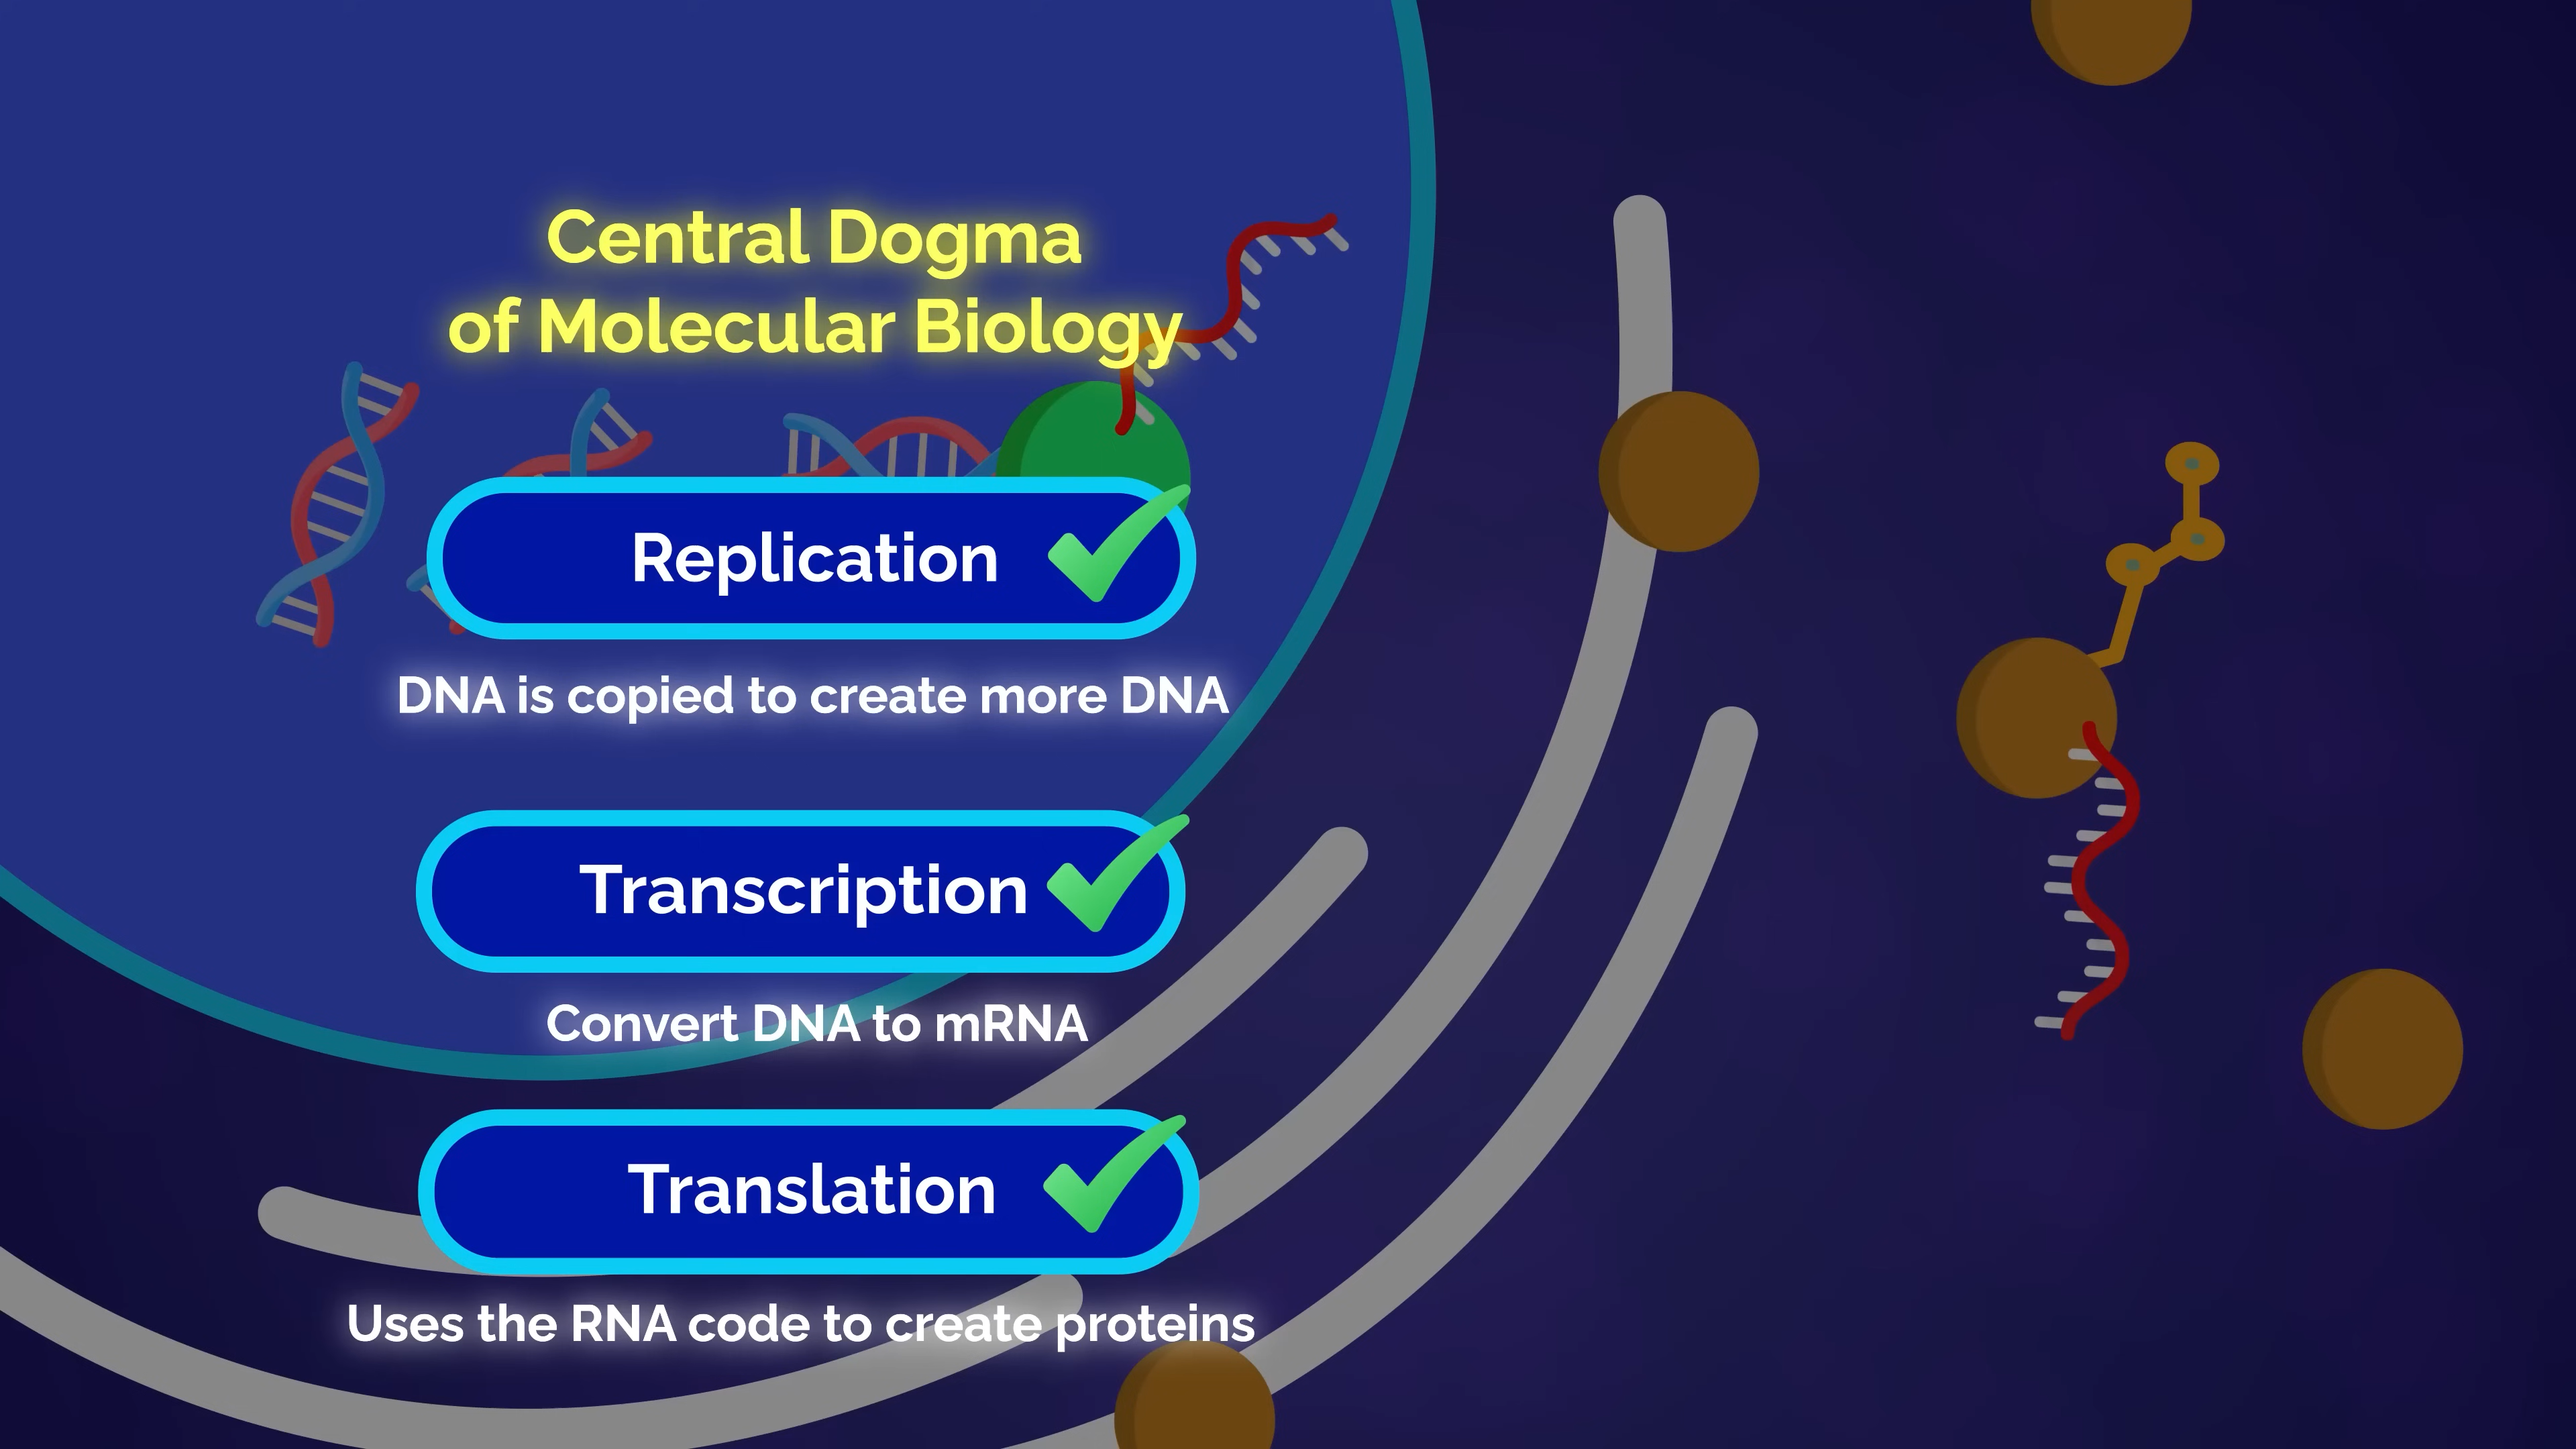 Central Dogma
of Molecular Biology
Replication
DNA is copied to create more DNA
Transcription
Convert DNA to mRNA
Translation
Uses the RNA code to create proteins